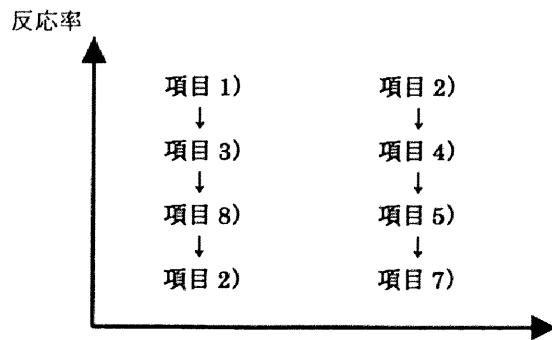 反応率
項目 1) 項目 2)
↓ ↓
項目 3) 項目 4)
↓ ↓
項目 8) 項目 5)
↓ ↓
項目 2) 項目 7)